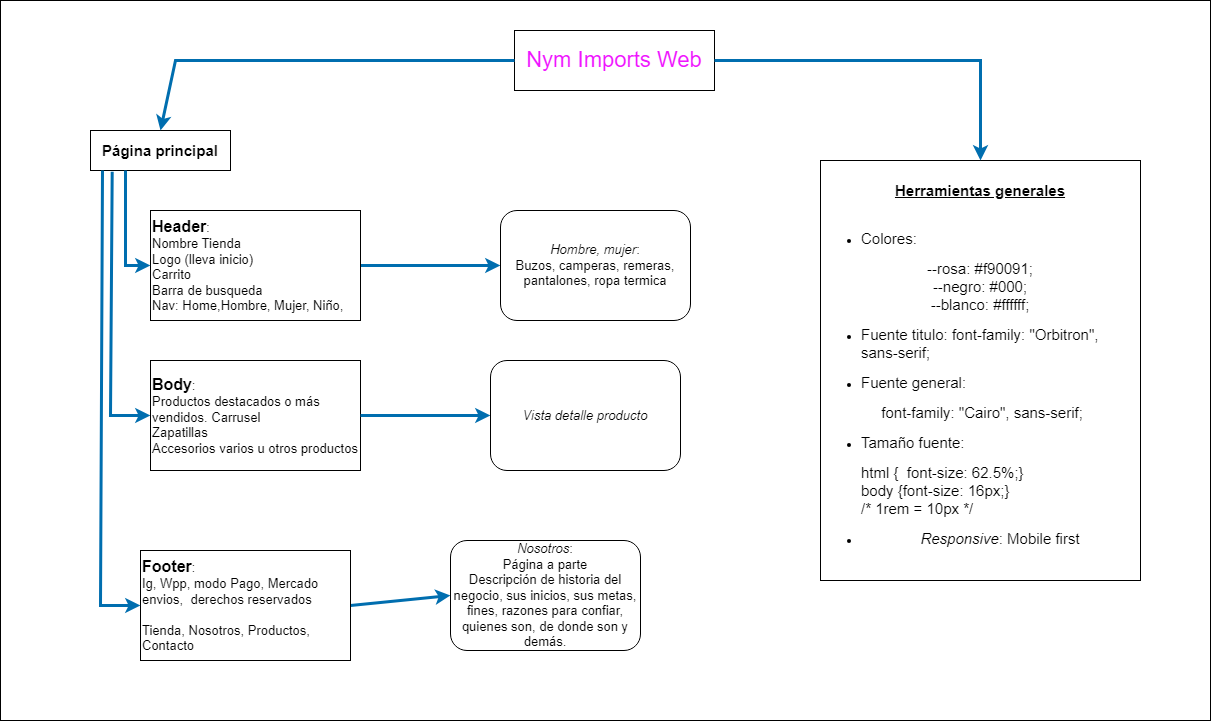 Nym Imports Web
Página principal
Header:
Nombre Tienda
Logo (lleva inicio)
Carrito
Barra de busqueda
Nav: Home,Hombre, Mujer, Niño,
Hombre, mujer:
Buzos, camperas, remeras,
pantalones, ropa termica
Body:
Productos destacados o más
vendidos. Carrusel
Zapatillas
Accesorios varios u otros productos
Vista detalle producto
Footer:
Ig, Wpp, modo Pago, Mercado
envios, derechos reservados
Tienda, Nosotros, Productos,
Contacto
Nosotros:
Página a parte
Descripción de historia del
negocio, sus inicios, sus metas,
fines, razones para confiar,
quienes son, de donde son y
demás.
Herramientas generales
• Colores:
--rosa: #f90091;
--negro: #000;
--blanco: #ffffff;
• Fuente titulo: font-family: "Orbitron",
sans-serif;
• Fuente general:
font-family: "Cairo", sans-serif;
• Tamaño fuente:
html { font-size: 62.5%;}
body {font-size: 16px;}
/* 1rem = 10px */
• Responsive: Mobile first